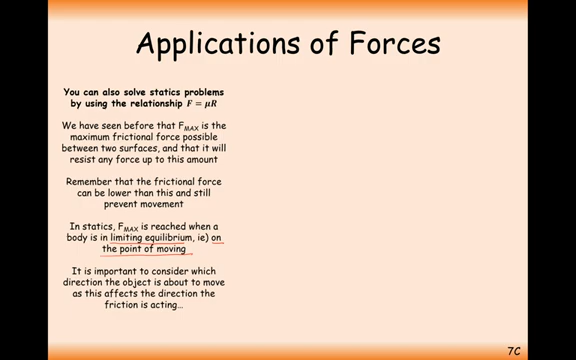 Applications of Forces
You can also solve statics problems
by using the relationship F = μR
We have seen before that FMAX is the
maximum frictional force possible
between two surfaces, and that it will
resist any force up to this amount
Remember that the frictional force
can be lower than this and still
prevent movement
In statics, FMAX is reached when a
body is in limiting equilibrium, ie) on
the point of moving
It is important to consider which
direction the object is about to move
as this affects the direction the
friction is acting…
7C